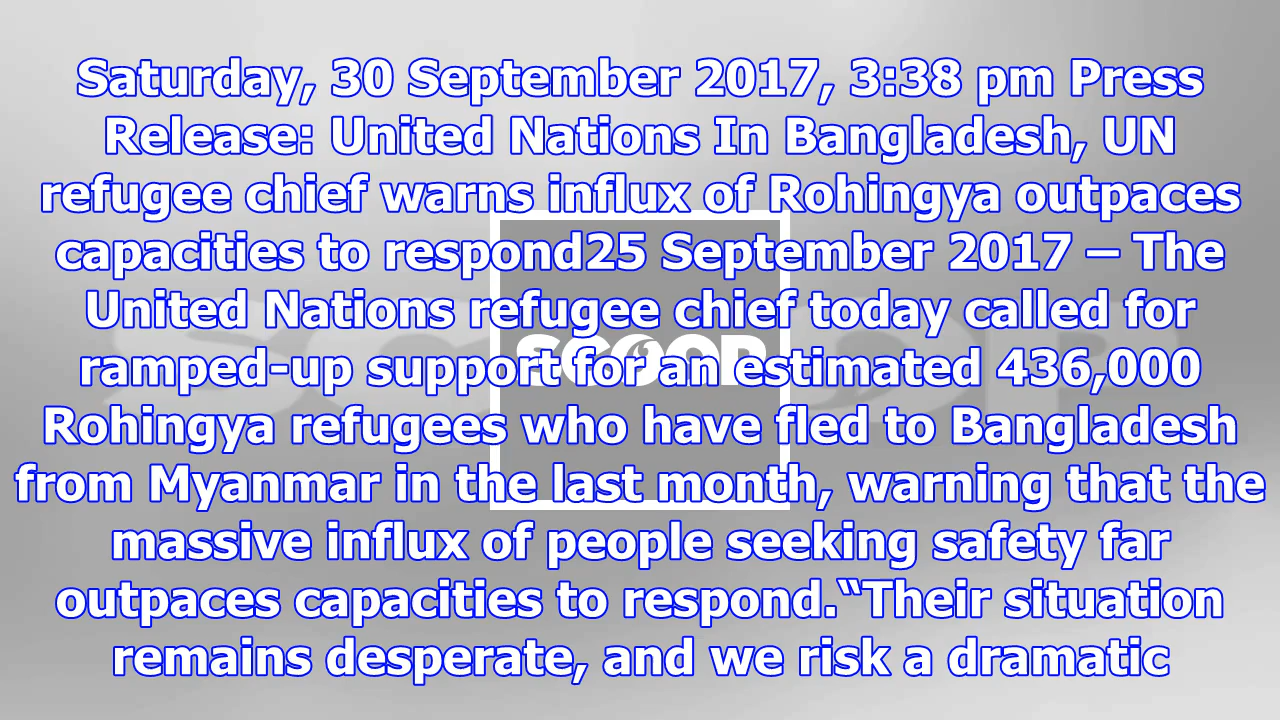 Saturday, 30 September 2017, 3:38 pm Press
Release: United Nations In Bangladesh, UN
refugee chief warns influx of Rohingya outpaces
capacities to respond25 September 2017 – The
United Nations refugee chief today called for
ramped-up support for an estimated 436,000
Rohingya refugees who have fled to Bangladesh
from Myanmar in the last month, warning that the
massive influx of people seeking safety far
outpaces capacities to respond.“Their situation
remains desperate, and we risk a dramatic
SCOOP